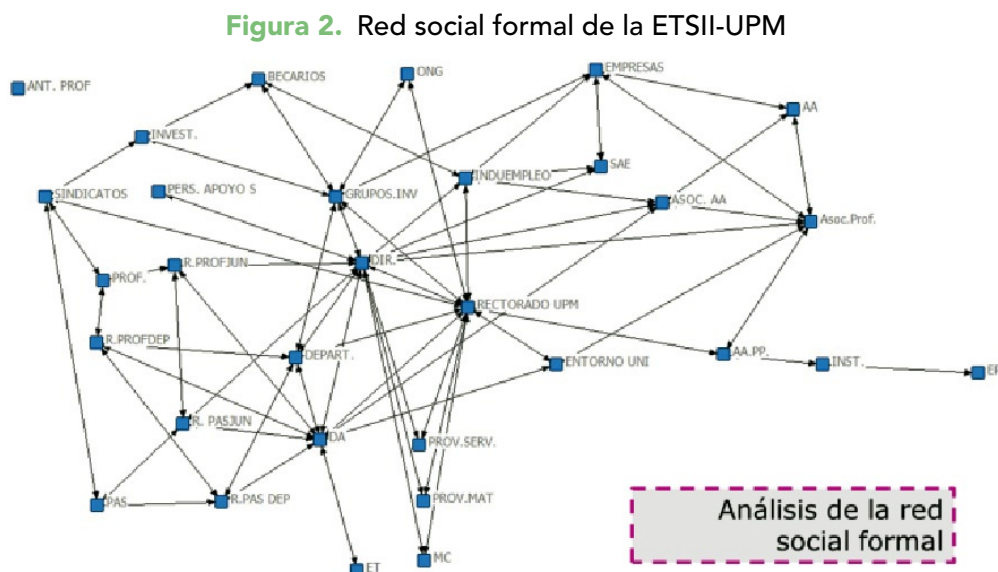 Figura 2. Red social formal de la ETSII-UPM
ANT. PROF
BECARIOS
ONG
EMPRESAS
AA
INVEST.
SINDICATOS
PERS. APOYO S
GRUPOS.INV
INDUEMPLEO
SAE
ASOC. AA
Asoc.Prof.
PROF.
R.PROFJUN
DIR.
RECTORADO UPM
R.PROFDEP
DEPART.
ENTORNO UNI
AA.PP.
INST.
R. PASJUN
DA
PROV.SERV.
PAS
R.PAS DEP
PROV.MAT
ET
MC
Análisis de la red
social formal